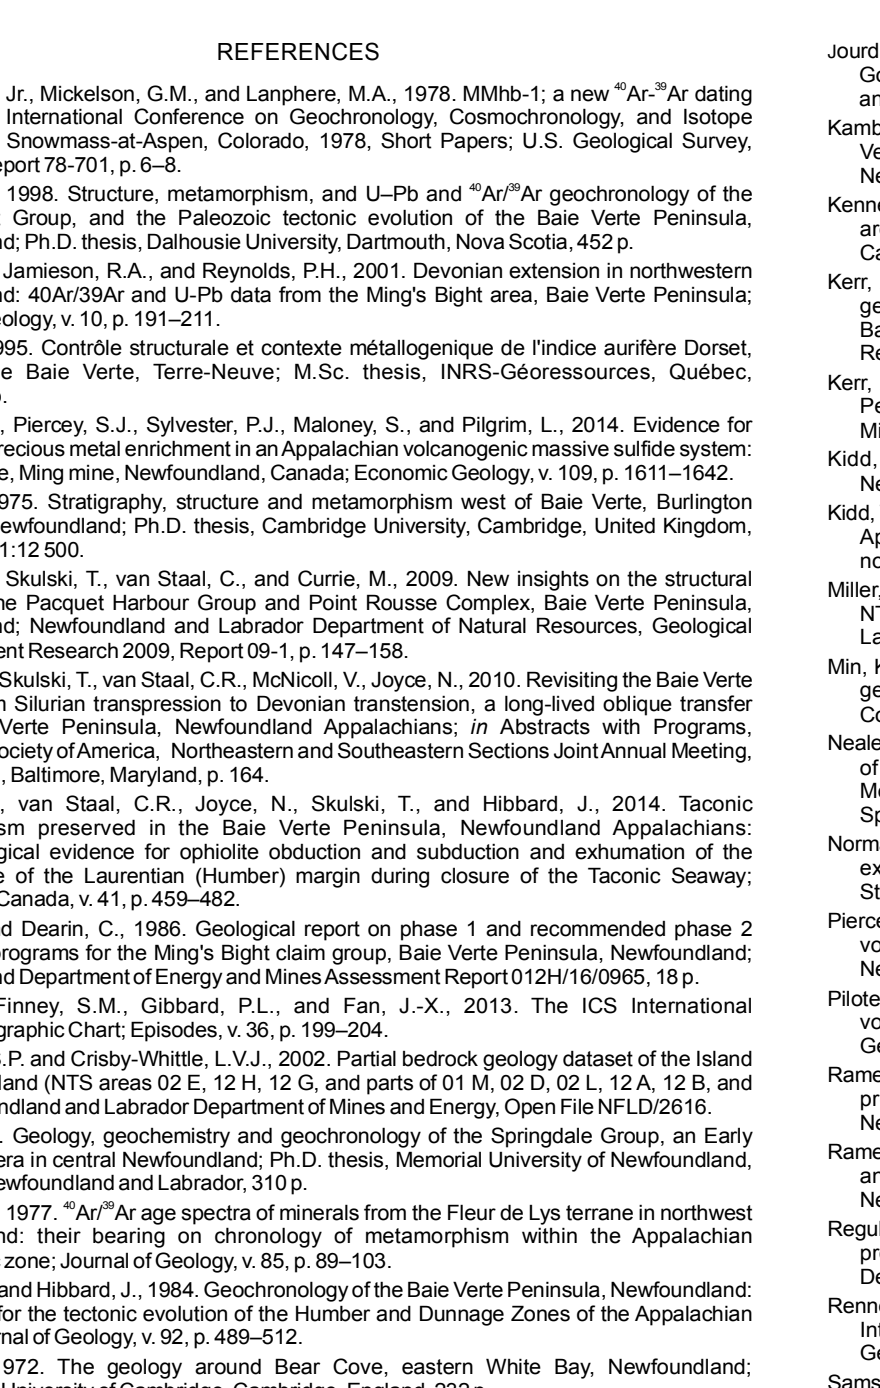 REFERENCES
Jr., Mickelson, G.M., and Lanphere, M.A., 1978. MMhb-1; a new ⁴⁰Ar-³⁹Ar dating
International Conference on Geochronology, Cosmochronology, and Isotope
Snowmass-at-Aspen, Colorado, 1978, Short Papers; U.S. Geological Survey,
eport 78-701, p. 6–8.
1998. Structure, metamorphism, and U–Pb and ⁴⁰Ar/³⁹Ar geochronology of the
t Group, and the Paleozoic tectonic evolution of the Baie Verte Peninsula,
nd; Ph.D. thesis, Dalhousie University, Dartmouth, Nova Scotia, 452 p.
Jamieson, R.A., and Reynolds, P.H., 2001. Devonian extension in northwestern
nd: 40Ar/39Ar and U-Pb data from the Ming's Bight area, Baie Verte Peninsula;
eology, v. 10, p. 191–211.
995. Contrôle structurale et contexte métallogenique de l'indice aurifère Dorset,
e Baie Verte, Terre-Neuve; M.Sc. thesis, INRS-Géoressources, Québec,
p.
, Piercey, S.J., Sylvester, P.J., Maloney, S., and Pilgrim, L., 2014. Evidence for
recious metal enrichment in an Appalachian volcanogenic massive sulfide system:
e, Ming mine, Newfoundland, Canada; Economic Geology, v. 109, p. 1611–1642.
975. Stratigraphy, structure and metamorphism west of Baie Verte, Burlington
ewfoundland; Ph.D. thesis, Cambridge University, Cambridge, United Kingdom,
1:12 500.
Skulski, T., van Staal, C., and Currie, M., 2009. New insights on the structural
he Pacquet Harbour Group and Point Rousse Complex, Baie Verte Peninsula,
nd; Newfoundland and Labrador Department of Natural Resources, Geological
ent Research 2009, Report 09-1, p. 147–158.
Skulski, T., van Staal, C.R., McNicoll, V., Joyce, N., 2010. Revisiting the Baie Verte
m Silurian transpression to Devonian transtension, a long-lived oblique transfer
Verte Peninsula, Newfoundland Appalachians; in Abstracts with Programs,
ociety of America, Northeastern and Southeastern Sections Joint Annual Meeting,
, Baltimore, Maryland, p. 164.
, van Staal, C.R., Joyce, N., Skulski, T., and Hibbard, J., 2014. Taconic
sm preserved in the Baie Verte Peninsula, Newfoundland Appalachians:
gical evidence for ophiolite obduction and subduction and exhumation of the
e of the Laurentian (Humber) margin during closure of the Taconic Seaway;
Canada, v. 41, p. 459–482.
d Dearin, C., 1986. Geological report on phase 1 and recommended phase 2
programs for the Ming's Bight claim group, Baie Verte Peninsula, Newfoundland;
nd Department of Energy and Mines Assessment Report 012H/16/0965, 18 p.
Finney, S.M., Gibbard, P.L., and Fan, J.-X., 2013. The ICS International
graphic Chart; Episodes, v. 36, p. 199–204.
S.P. and Crisby-Whittle, L.V.J., 2002. Partial bedrock geology dataset of the Island
land (NTS areas 02 E, 12 H, 12 G, and parts of 01 M, 02 D, 02 L, 12 A, 12 B, and
ndland and Labrador Department of Mines and Energy, Open File NFLD/2616.
. Geology, geochemistry and geochronology of the Springdale Group, an Early
era in central Newfoundland; Ph.D. thesis, Memorial University of Newfoundland,
ewfoundland and Labrador, 310 p.
1977. ⁴⁰Ar/³⁹Ar age spectra of minerals from the Fleur de Lys terrane in northwest
nd: their bearing on chronology of metamorphism within the Appalachian
zone; Journal of Geology, v. 85, p. 89–103.
and Hibbard, J., 1984. Geochronology of the Baie Verte Peninsula, Newfoundland:
for the tectonic evolution of the Humber and Dunnage Zones of the Appalachian
rnal of Geology, v. 92, p. 489–512.
972. The geology around Bear Cove, eastern White Bay, Newfoundland;
Jourd
Go
an
Kamb
Ve
Ne
Kenne
are
Ca
Kerr,
ge
Ba
Re
Kerr,
Pe
Mi
Kidd,
Ne
Kidd,
Ap
no
Miller,
NT
La
Min, K
ge
Co
Neale
of
Me
Sp
Norma
ex
St
Pierce
vo
Ne
Pilote
vo
Ge
Rame
pr
Ne
Rame
an
Ne
Regul
pr
De
Renne
Int
Ge
Sams